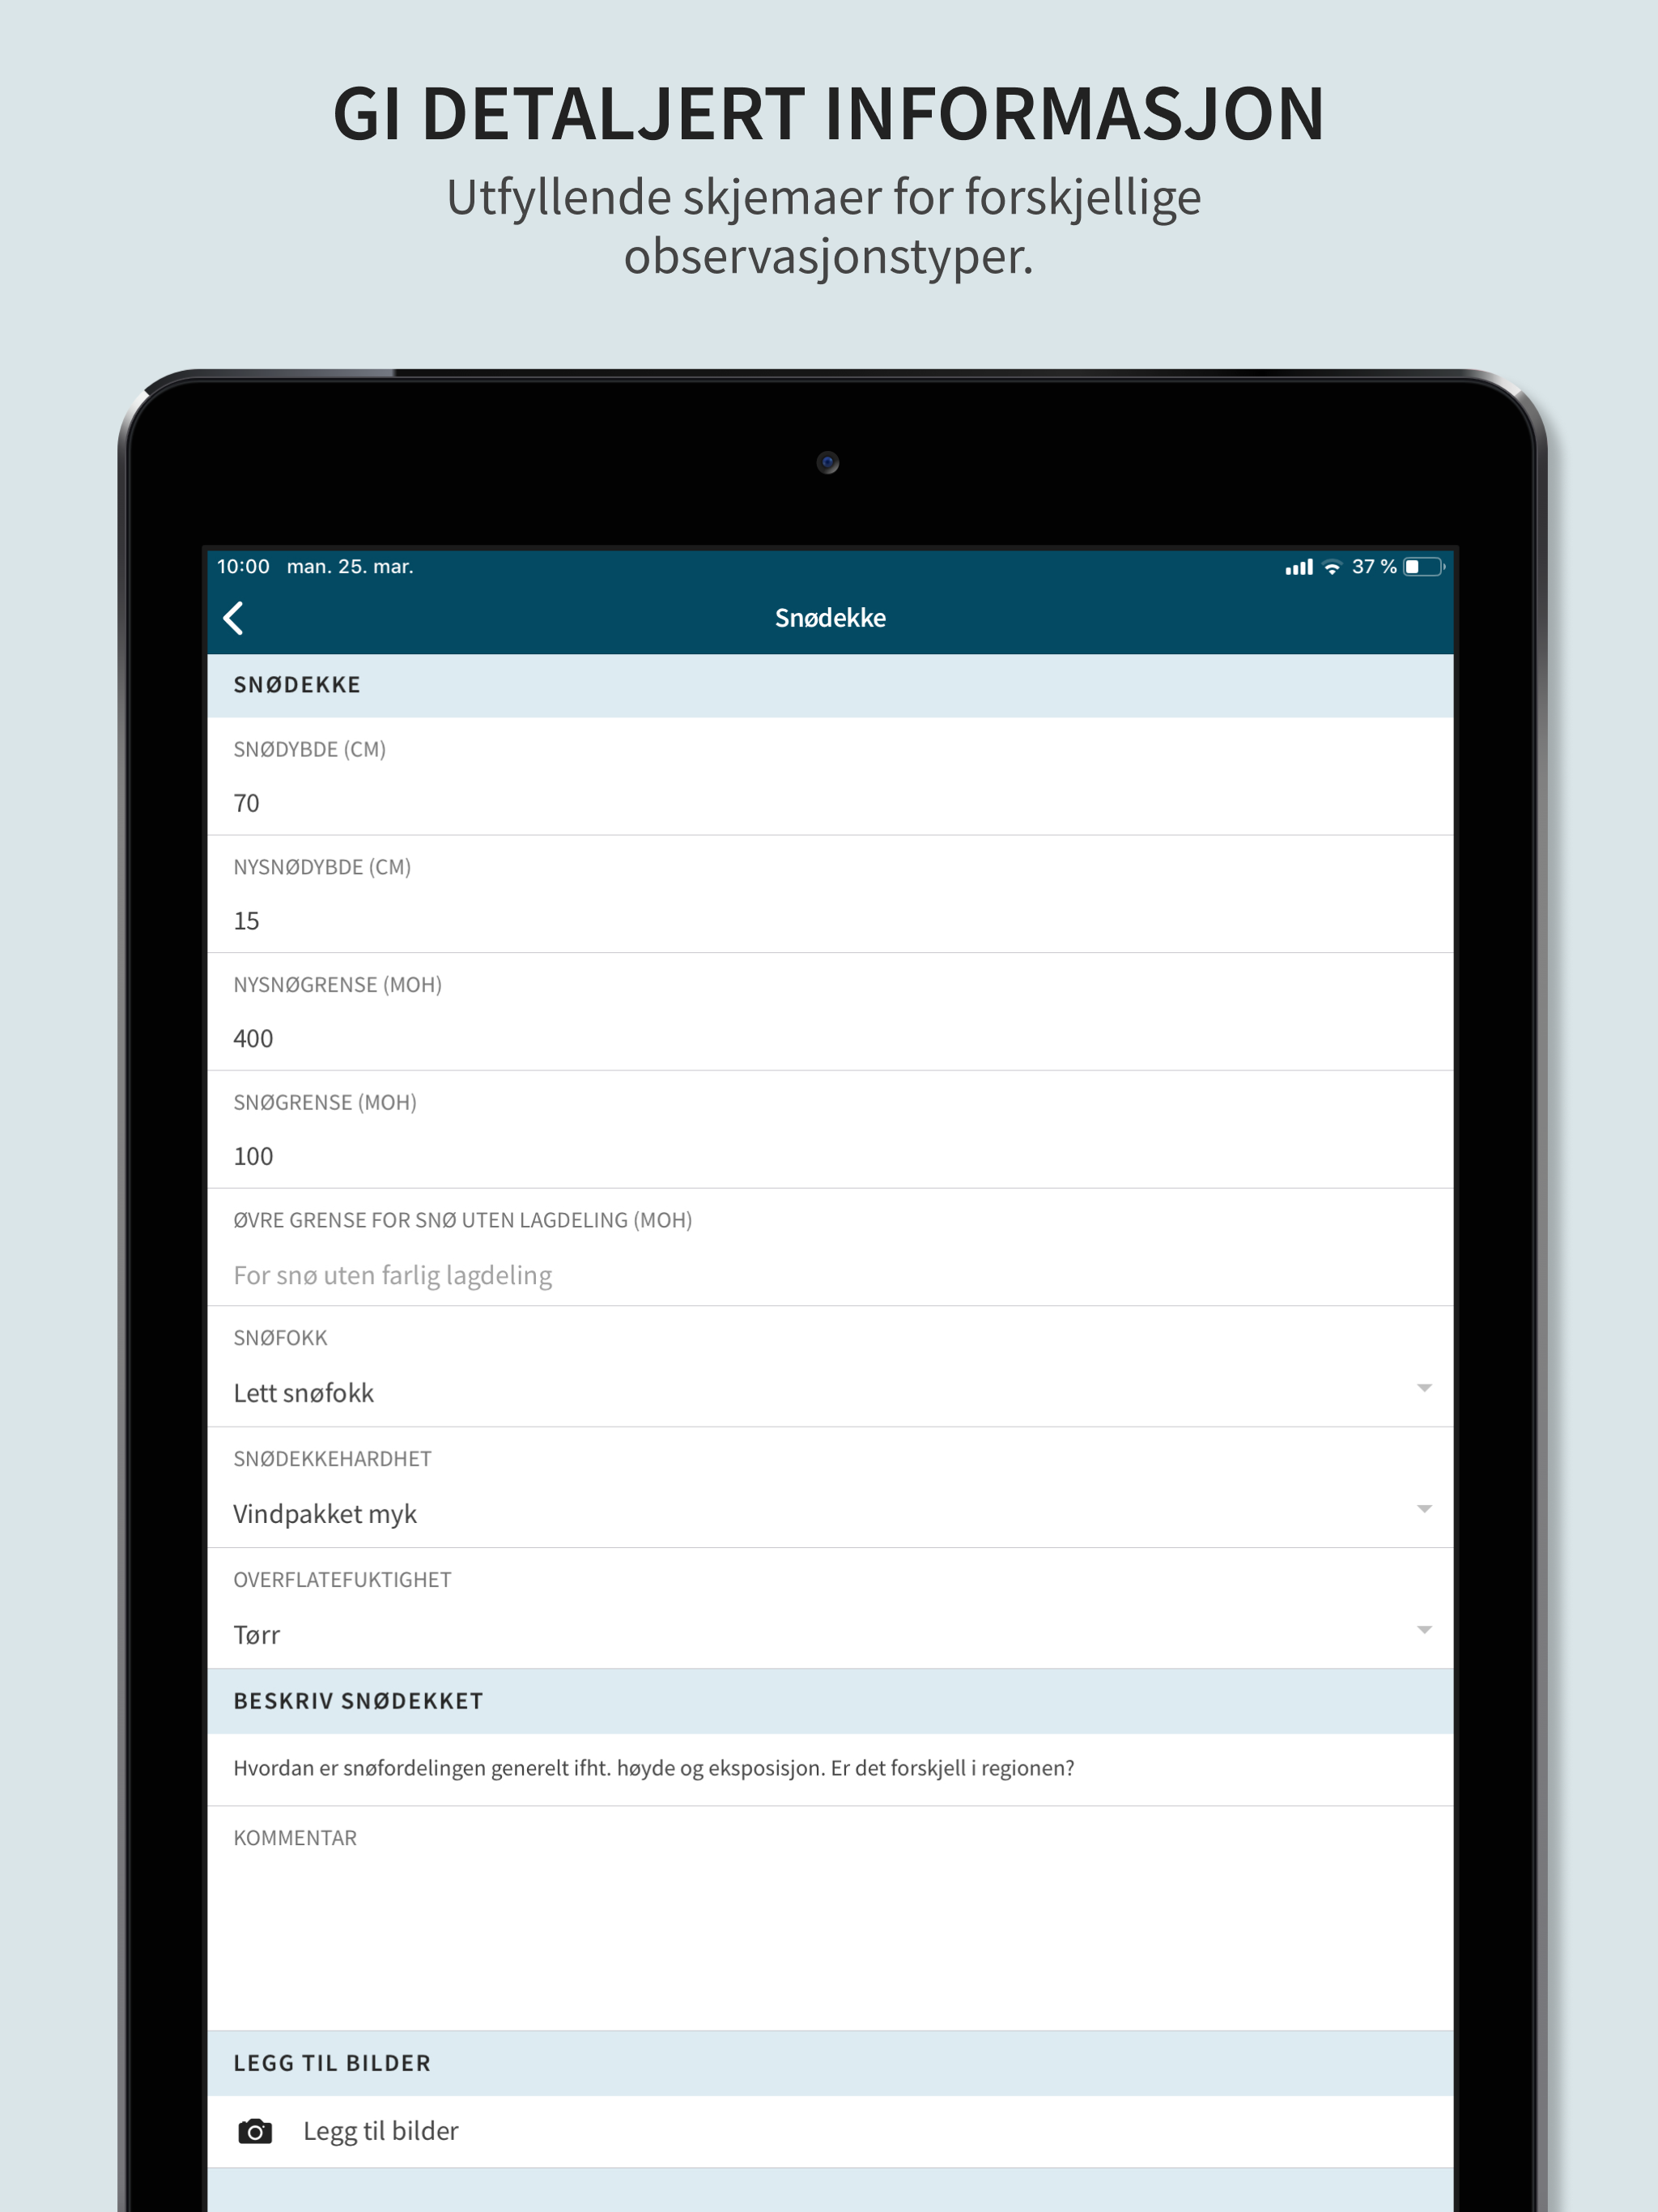 GI DETALJERT INFORMASJON
Utfyllende skjemaer for forskjellige
observasjonstyper.
10:00 man. 25. mar. 37 %
Snødekke
SNØDEKKE
SNØDYBDE (CM)
70
NYSNØDYBDE (CM)
15
NYSNØGRENSE (MOH)
400
SNØGRENSE (MOH)
100
ØVRE GRENSE FOR SNØ UTEN LAGDELING (MOH)
For snø uten farlig lagdeling
SNØFOKK
Lett snøfokk
SNØDEKKEHARDHET
Vindpakket myk
OVERFLATEFUKTIGHET
Tørr
BESKRIV SNØDEKKET
Hvordan er snøfordelingen generelt ifht. høyde og eksposisjon. Er det forskjell i regionen?
KOMMENTAR
LEGG TIL BILDER
Legg til bilder